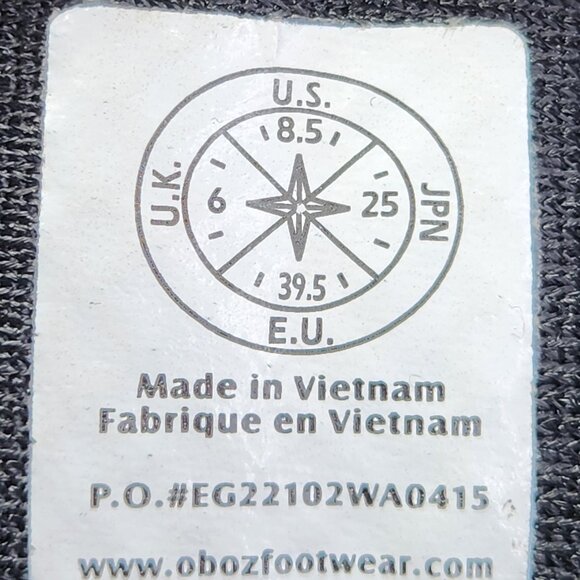 U.S.
8.5
U.K.
6
25
JPN
39.5
E.U.
Made in Vietnam
Fabrique en Vietnam
P.O.#EG22102WA0415
www.obozfootwear.com